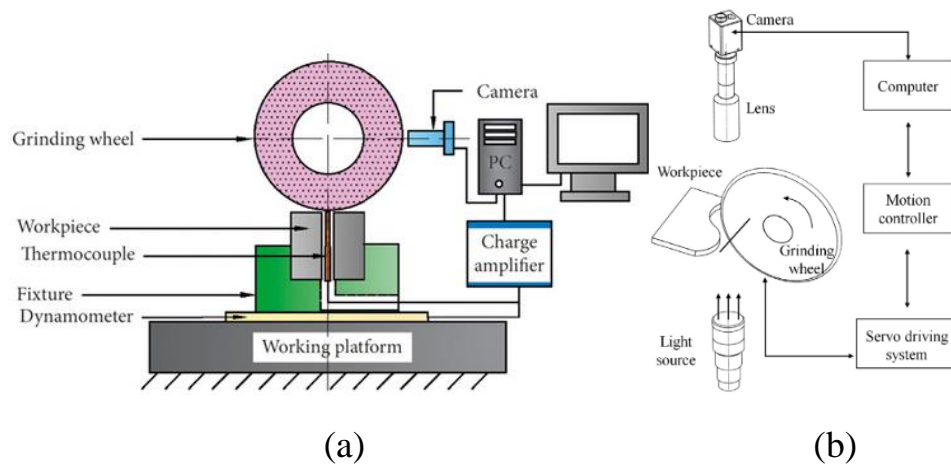 Camera
Grinding wheel
PC
Workpiece
Thermocouple
Charge
amplifier
Fixture
Dynamometer
Working platform
(a)
Camera
Computer
Lens
Workpiece
Motion
controller
Grinding
wheel
Light
source
Servo driving
system
(b)